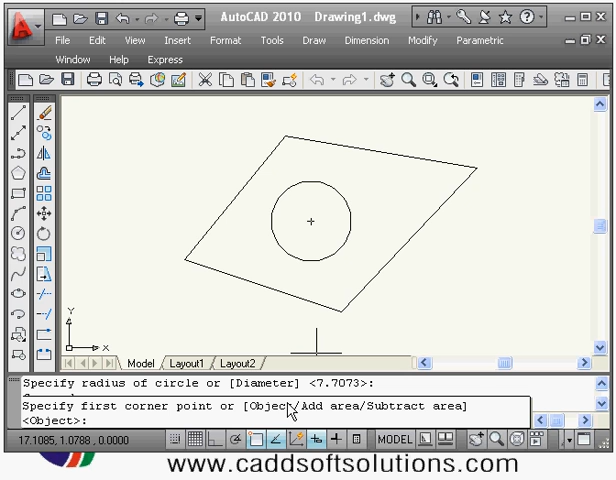 AutoCAD 2010 Drawing1.dwg
File Edit View Insert Format Tools Draw Dimension Modify Parametric
Window Help Express
Y
X
Model Layout1 Layout2
Specify radius of circle or [Diameter] <7.7073>:
Specify first corner point or [Object/Add area/Subtract area]
<Object>:
17.1085, 1.0788, 0.0000 MODEL
www.caddsoftsolutions.com